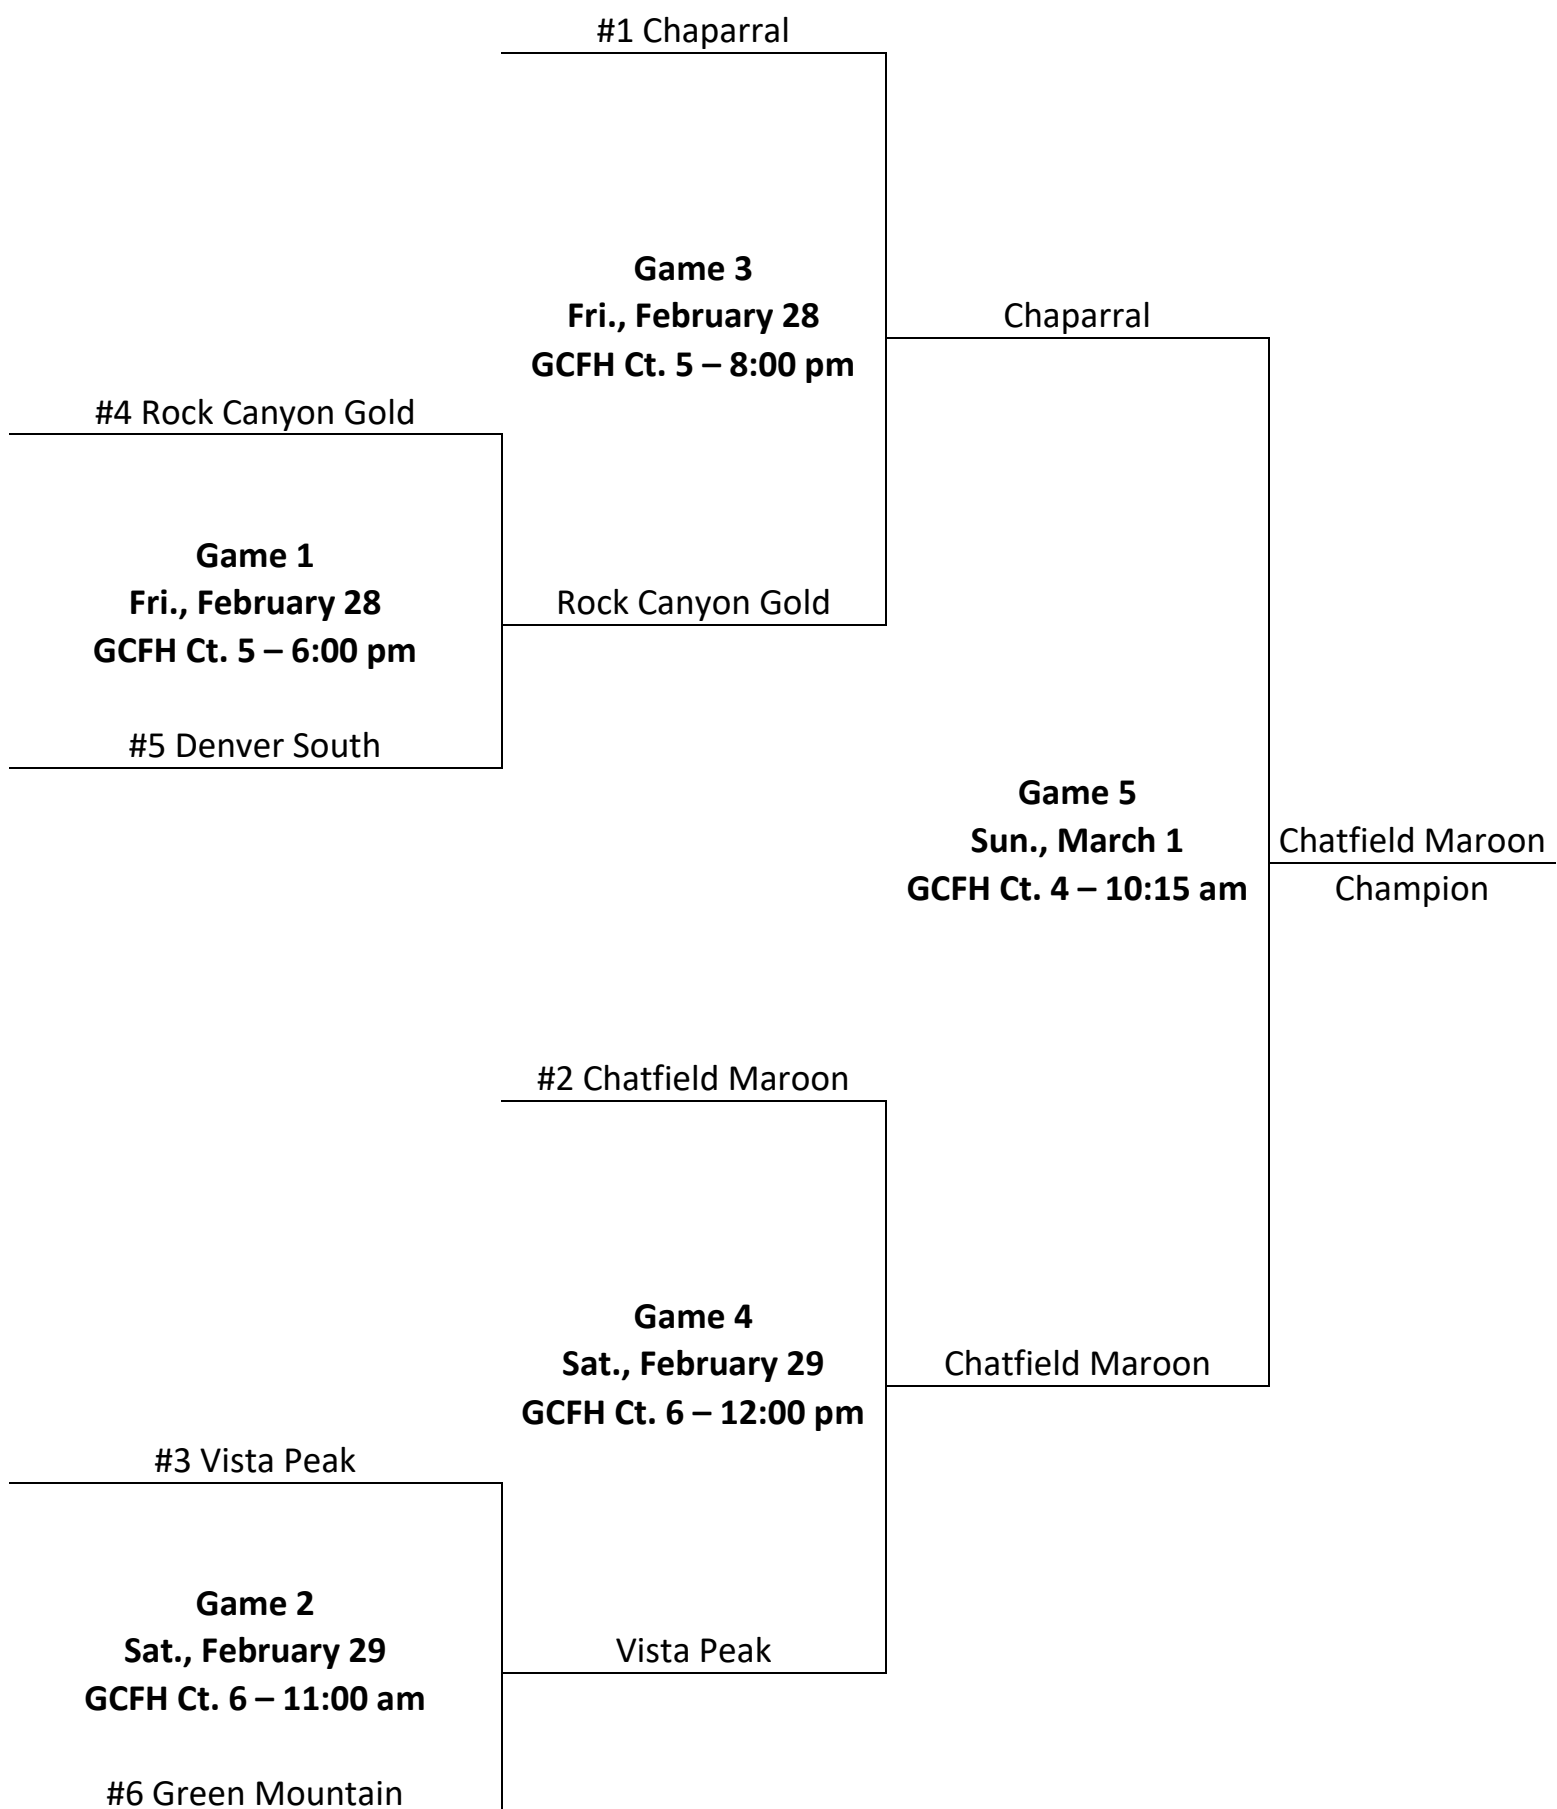 #1 Chaparral
Game 3
Fri., February 28
GCFH Ct. 5 – 8:00 pm
Chaparral
#4 Rock Canyon Gold
Game 1
Fri., February 28
GCFH Ct. 5 – 6:00 pm
Rock Canyon Gold
#5 Denver South
Game 5
Sun., March 1
GCFH Ct. 4 – 10:15 am
Chatfield Maroon
Champion
#2 Chatfield Maroon
Game 4
Sat., February 29
GCFH Ct. 6 – 12:00 pm
Chatfield Maroon
#3 Vista Peak
Game 2
Sat., February 29
GCFH Ct. 6 – 11:00 am
Vista Peak
#6 Green Mountain